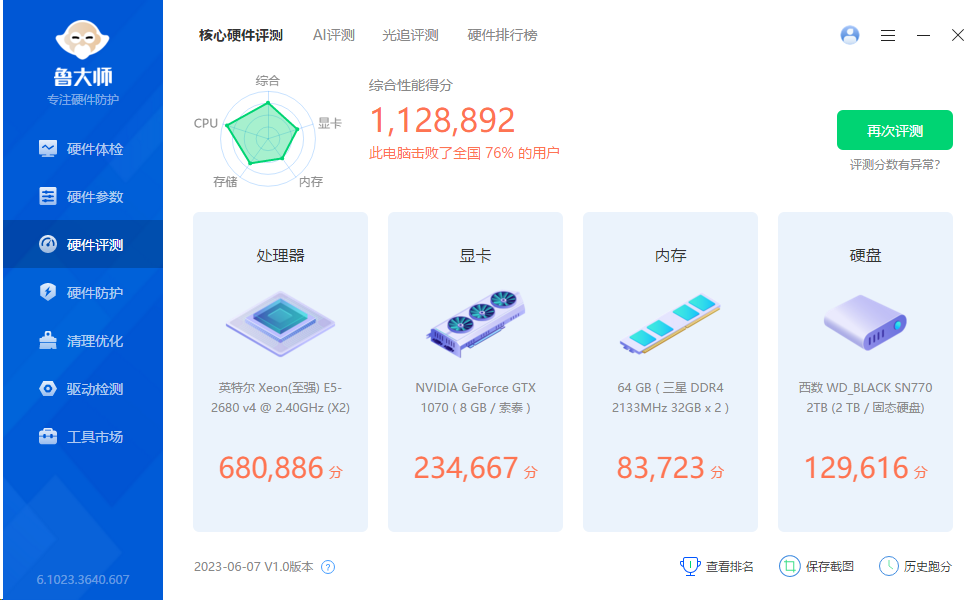 鲁大师
专注硬件防护
硬件体检
硬件参数
硬件评测
硬件防护
清理优化
驱动检测
工具市场
6.1023.3640.607
核心硬件评测
AI评测
光追评测
硬件排行榜
综合
CPU
显卡
存储
内存
综合性能得分
1,128,892
此电脑击败了全国 76% 的用户
再次评测
评测分数有异常?
处理器
英特尔 Xeon(至强) E5-
2680 v4 @ 2.40GHz (X2)
680,886 分
显卡
NVIDIA GeForce GTX
1070 ( 8 GB / 索泰 )
234,667 分
内存
64 GB ( 三星 DDR4
2133MHz 32GB x 2 )
83,723 分
硬盘
西数 WD_BLACK SN770
2TB (2 TB / 固态硬盘)
129,616 分
2023-06-07 V1.0版本 ?
查看排名
保存截图
历史跑分